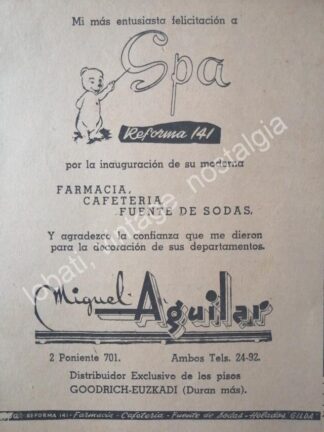 Mi más entusiasta felicitación a
Spa
Reforma 141
por la inauguración de su moderna
FARMACIA,
CAFETERIA
FUENTE DE SODAS.
Y agradezco la confianza que me dieron
para la decoración de sus departamentos.
Miguel Aguilar
2 Poniente 701. Ambos Tels. 24-92.
Distribuidor Exclusivo de los pisos
GOODRICH-EUZKADI (Duran más).
REFORMA 141 - Farmacia - Cafeteria - Fuente de Sodas - Helados GILDA
lobati, vintage, nostalgia